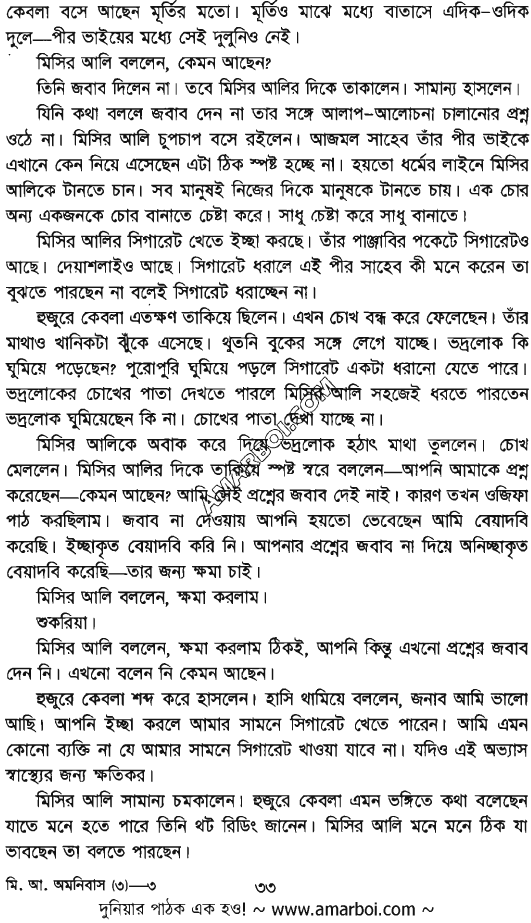 কেবলা বসে আছেন মূর্তির মতো। মূর্তিও মাঝে মধ্যে বাতাসে এদিক-ওদিক
দুলে—পীর ভাইয়ের মধ্যে সেই দুলুনিও নেই।
মিসির আলি বললেন, কেমন আছেন?
তিনি জবাব দিলেন না। তবে মিসির আলির দিকে তাকালেন। সামান্য হাসলেন।
যিনি কথা বললে জবাব দেন না তার সঙ্গে আলাপ-আলোচনা চালানোর প্রশ্ন
ওঠে না। মিসির আলি চুপচাপ বসে রইলেন। আজমল সাহেব তাঁর পীর ভাইকে
এখানে কেন নিয়ে এসেছেন এটা ঠিক স্পষ্ট হচ্ছে না। হয়তো ধর্মের লাইনে মিসির
আলিকে টানতে চান। সব মানুষই নিজের দিকে মানুষকে টানতে চায়। এক চোর
অন্য একজনকে চোর বানাতে চেষ্টা করে। সাধু চেষ্টা করে সাধু বানাতে।
মিসির আলির সিগারেট খেতে ইচ্ছা করছে। তাঁর পাঞ্জাবির পকেটে সিগারেটও
আছে। দেয়াশলাইও আছে। সিগারেট ধরালে এই পীর সাহেব কী মনে করেন তা
বুঝতে পারছেন না বলেই সিগারেট ধরাচ্ছেন না।
হুজুরে কেবলা এতক্ষণ তাকিয়ে ছিলেন। এখন চোখ বন্ধ করে ফেলেছেন। তাঁর
মাথাও খানিকটা ঝুঁকে এসেছে। থুতনি বুকের সঙ্গে লেগে যাচ্ছে। ভদ্রলোক কি
ঘুমিয়ে পড়েছেন? পুরোপুরি ঘুমিয়ে পড়লে সিগারেট একটা ধরানো যেতে পারে।
ভদ্রলোকের চোখের পাতা দেখতে পারলে মিসির আলি সহজেই ধরতে পারতেন
ভদ্রলোক ঘুমিয়েছেন কি না। চোখের পাতা দেখা যাচ্ছে না।
মিসির আলিকে অবাক করে দিয়ে ভদ্রলোক হঠাৎ মাথা তুললেন। চোখ
মেললেন। মিসির আলির দিকে তাকিয়ে স্পষ্ট স্বরে বললেন—আপনি আমাকে প্রশ্ন
করেছেন—কেমন আছেন? আমি সেই প্রশ্নের জবাব দেই নাই। কারণ তখন ওজিফা
পাঠ করছিলাম। জবাব না দেওয়ায় আপনি হয়তো ভেবেছেন আমি বেয়াদবি
করেছি। ইচ্ছাকৃত বেয়াদবি করি নি। আপনার প্রশ্নের জবাব না দিয়ে অনিচ্ছাকৃত
বেয়াদবি করেছি—তার জন্য ক্ষমা চাই।
মিসির আলি বললেন, ক্ষমা করলাম।
শুকরিয়া।
মিসির আলি বললেন, ক্ষমা করলাম ঠিকই, আপনি কিন্তু এখনো প্রশ্নের জবাব
দেন নি। এখনো বলেন নি কেমন আছেন।
হুজুরে কেবলা শব্দ করে হাসলেন। হাসি থামিয়ে বললেন, জনাব আমি ভালো
আছি। আপনি ইচ্ছা করলে আমার সামনে সিগারেট খেতে পারেন। আমি এমন
কোনো ব্যক্তি না যে আমার সামনে সিগারেট খাওয়া যাবে না। যদিও এই অভ্যাস
স্বাস্থ্যের জন্য ক্ষতিকর।
মিসির আলি সামান্য চমকালেন। হুজুরে কেবলা এমন ভঙ্গিতে কথা বলেছেন
যাতে মনে হতে পারে তিনি থট রিডিং জানেন। মিসির আলি মনে মনে ঠিক যা
ভাবছেন তা বলতে পারছেন।
মি. আ. অমনিবাস (৩)—৩
৩৩
দুনিয়ার পাঠক এক হও! ~ www.amarboi.com ~
AMARBOI.COM